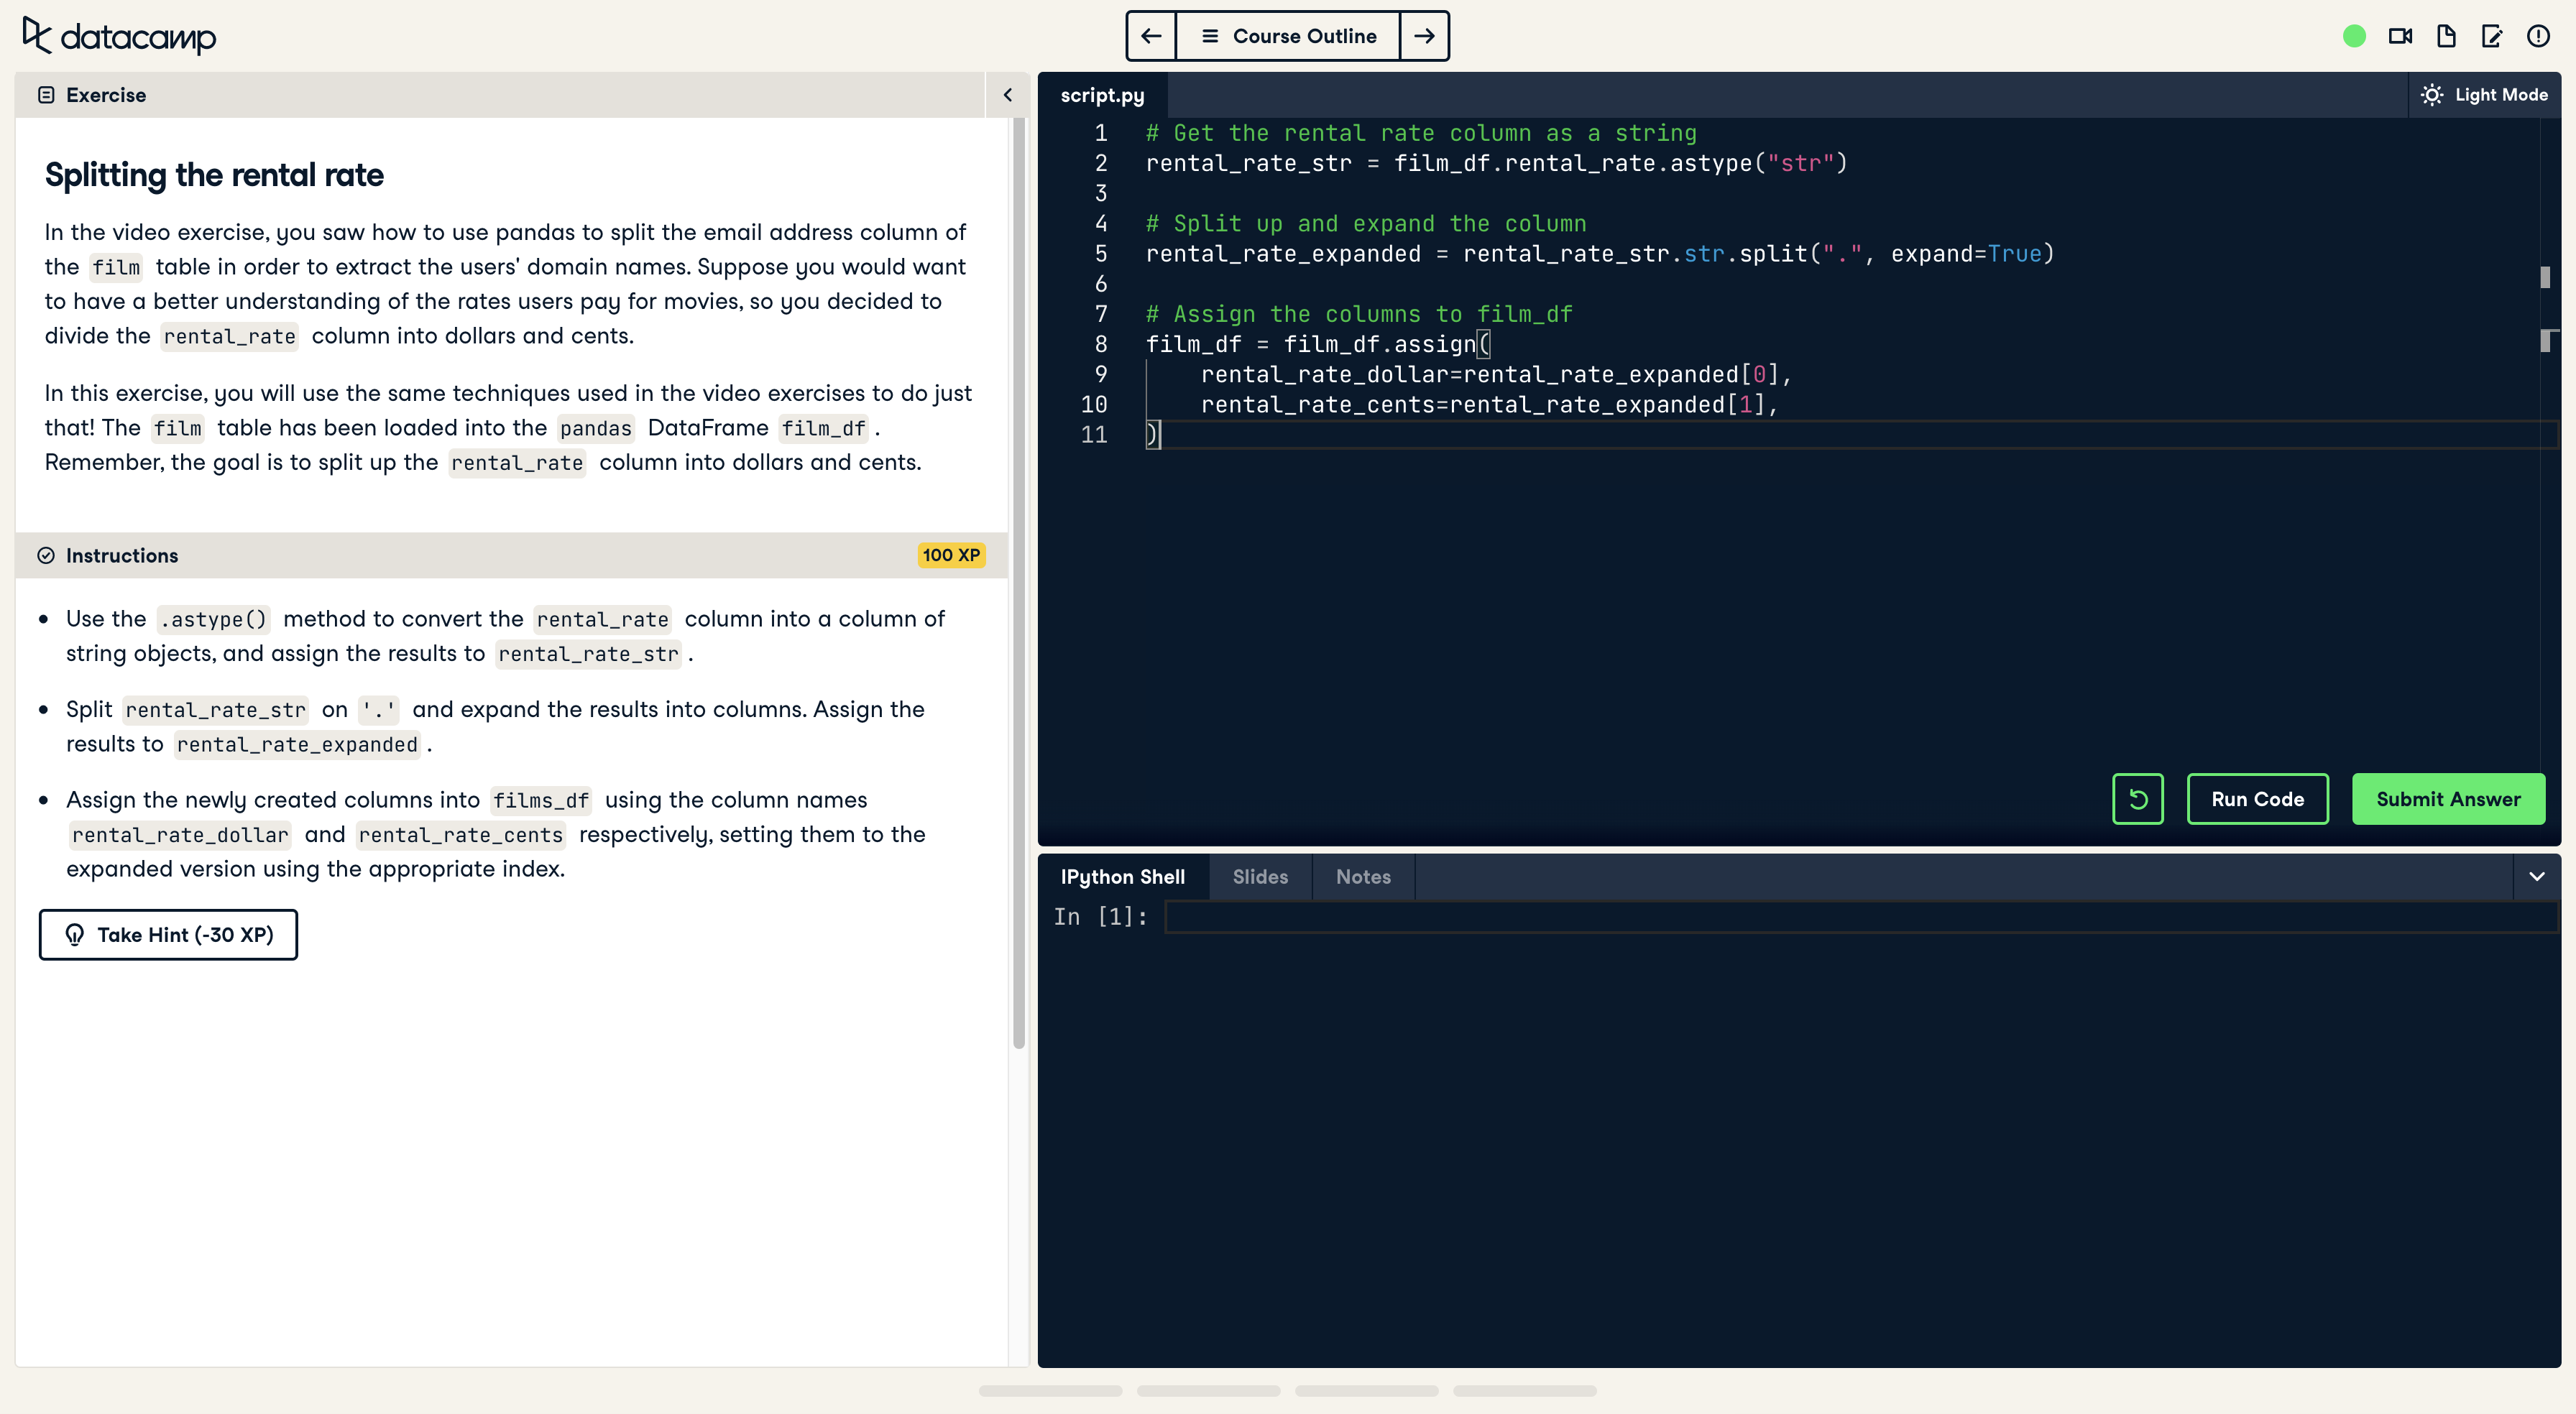 datacamp
Course Outline
Exercise
Splitting the rental rate
In the video exercise, you saw how to use pandas to split the email address column of
the film table in order to extract the users' domain names. Suppose you would want
to have a better understanding of the rates users pay for movies, so you decided to
divide the rental_rate column into dollars and cents.
In this exercise, you will use the same techniques used in the video exercises to do just
that! The film table has been loaded into the pandas DataFrame film_df .
Remember, the goal is to split up the rental_rate column into dollars and cents.
Instructions
100 XP
Use the .astype() method to convert the rental_rate column into a column of
string objects, and assign the results to rental_rate_str .
Split rental_rate_str on '.' and expand the results into columns. Assign the
results to rental_rate_expanded .
Assign the newly created columns into films_df using the column names
rental_rate_dollar and rental_rate_cents respectively, setting them to the
expanded version using the appropriate index.
Take Hint (-30 XP)
script.py
Light Mode
1 # Get the rental rate column as a string
2 rental_rate_str = film_df.rental_rate.astype("str")
3
4 # Split up and expand the column
5 rental_rate_expanded = rental_rate_str.str.split(".", expand=True)
6
7 # Assign the columns to film_df
8 film_df = film_df.assign(
9 rental_rate_dollar=rental_rate_expanded[0],
10 rental_rate_cents=rental_rate_expanded[1],
11 )
Run Code
Submit Answer
IPython Shell
Slides
Notes
In [1]: